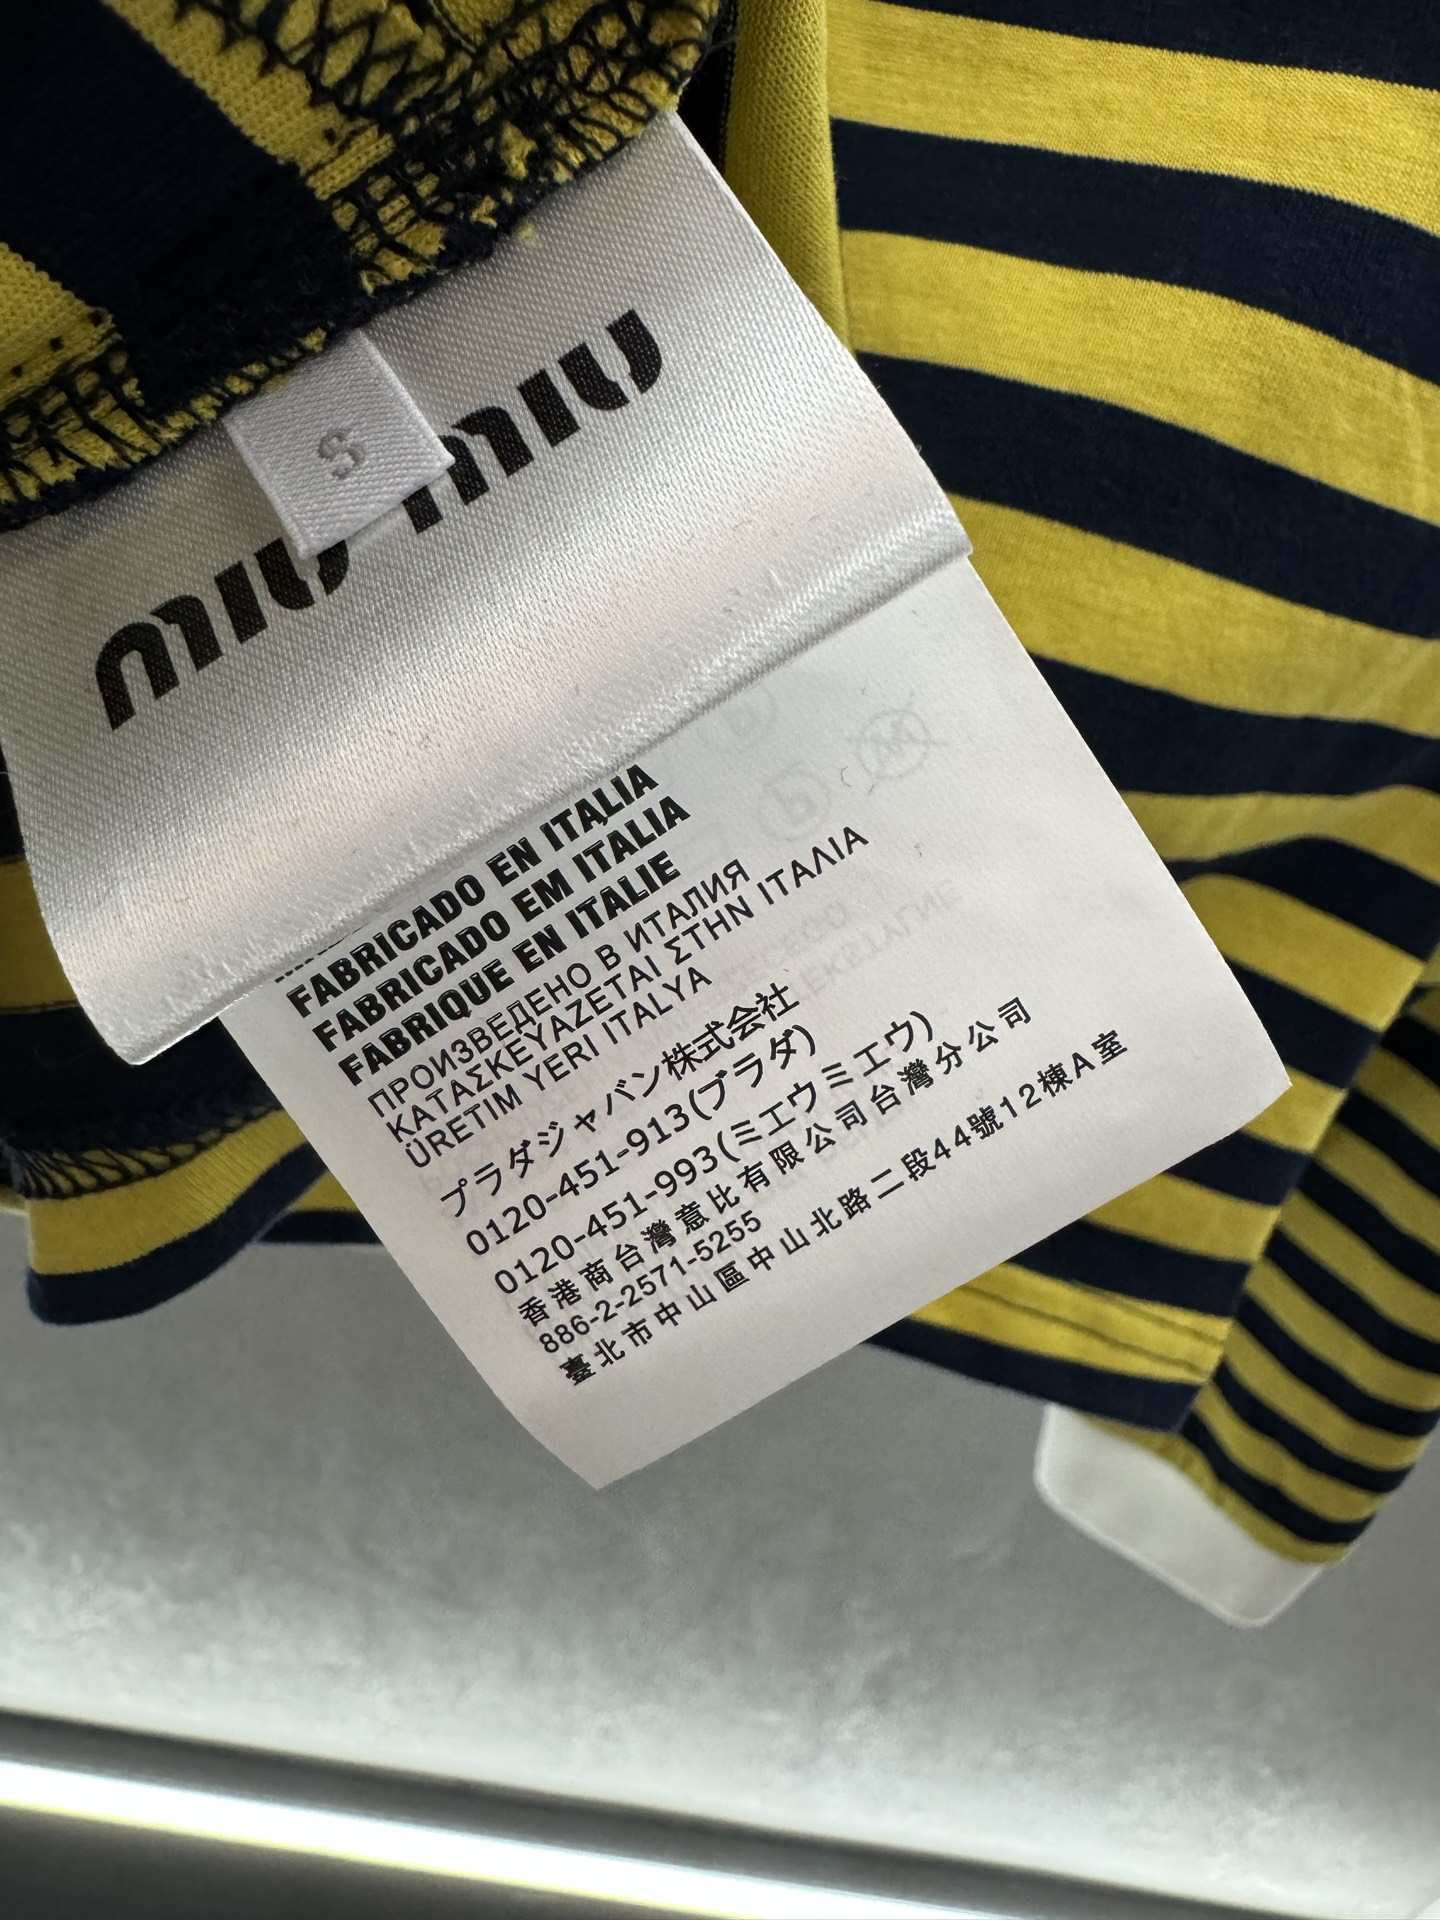 miu miu
S
FABRICADO EN ITALIA
FABRICADO EM ITALIA
FABRIQUE EN ITALIE
ПРОИЗВЕДЕНО В ИТАЛИЯ
ΚΑΤΑΣΚΕΥΑΖΕΤΑΙ ΣΤΗΝ ΙΤΑΛΙΑ
ÜRETIM YERI ITALYA
プラダジャバン株式会社
0120-451-913(プラダ)
0120-451-993(ミエウミエウ)
香港商台灣意比有限公司台灣分公司
886-2-2571-5255
臺北市中山區中山北路二段44號12棟A室